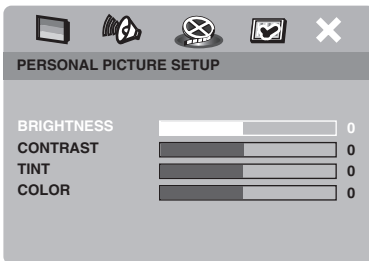 PERSONAL PICTURE SETUP
BRIGHTNESS 0
CONTRAST 0
TINT 0
COLOR 0